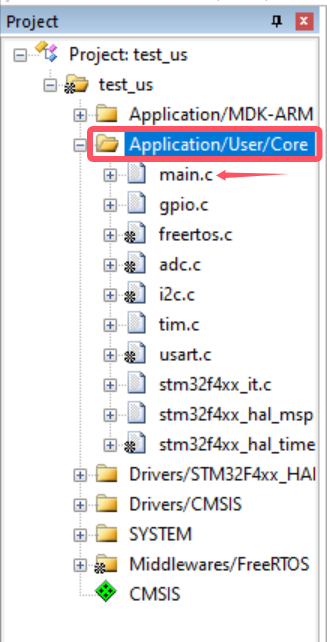 Project
Project: test_us
test_us
Application/MDK-ARM
Application/User/Core
main.c
gpio.c
freertos.c
adc.c
i2c.c
tim.c
usart.c
stm32f4xx_it.c
stm32f4xx_hal_msp
stm32f4xx_hal_time
Drivers/STM32F4xx_HAl
Drivers/CMSIS
SYSTEM
Middlewares/FreeRTOS
CMSIS